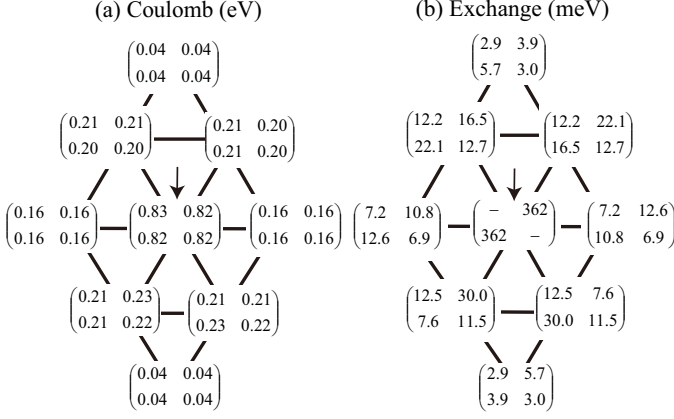 (a) Coulomb (eV) (b) Exchange (meV)
0.04 0.04 2.9 3.9
0.04 0.04 5.7 3.0
0.21 0.21 0.21 0.20 12.2 16.5 12.2 22.1
0.20 0.20 0.21 0.20 22.1 12.7 16.5 12.7
0.16 0.16 0.83 0.82 0.16 0.16 7.2 10.8 – 362 7.2 12.6
0.16 0.16 0.82 0.82 0.16 0.16 12.6 6.9 362 – 10.8 6.9
0.21 0.23 0.21 0.21 12.5 30.0 12.5 7.6
0.21 0.22 0.23 0.22 7.6 11.5 30.0 11.5
0.04 0.04 2.9 5.7
0.04 0.04 3.9 3.0